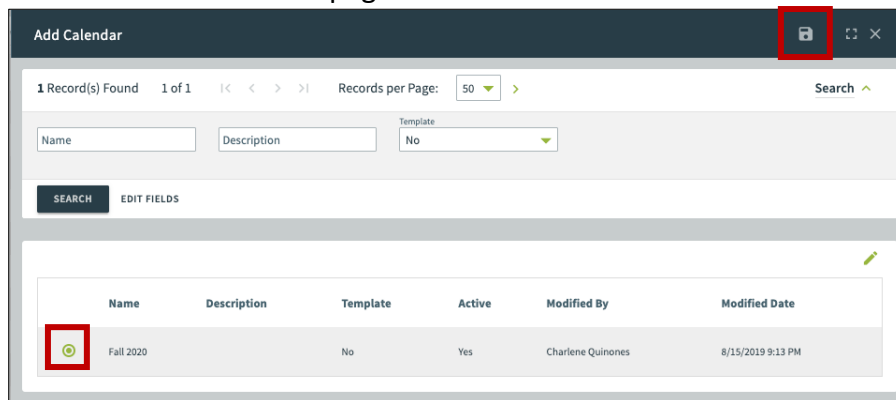 Add Calendar
1 Record(s) Found 1 of 1 Records per Page: 50
Search
Template
Name Description No
SEARCH EDIT FIELDS
Name Description Template Active Modified By Modified Date
Fall 2020 No Yes Charlene Quinones 8/15/2019 9:13 PM